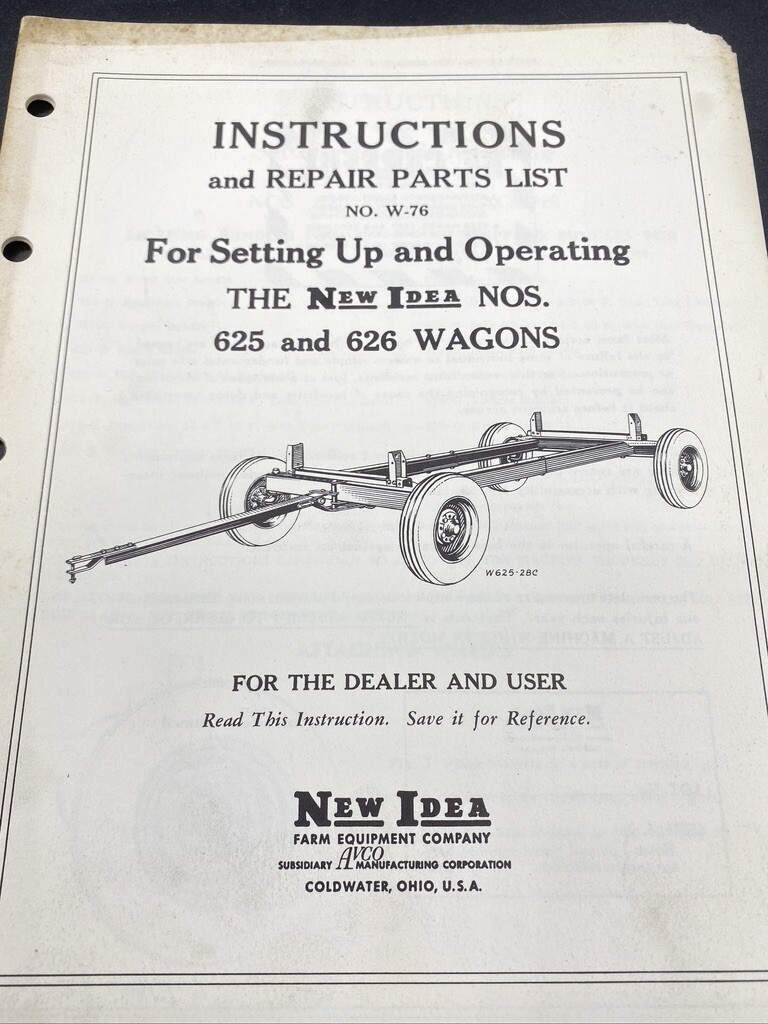 INSTRUCTIONS
and REPAIR PARTS LIST
NO. W-76
For Setting Up and Operating
THE NEW IDEA NOS.
625 and 626 WAGONS
W625-28C
FOR THE DEALER AND USER
Read This Instruction. Save it for Reference.
NEW IDEA
FARM EQUIPMENT COMPANY
SUBSIDIARY AVCO MANUFACTURING CORPORATION
COLDWATER, OHIO, U.S.A.